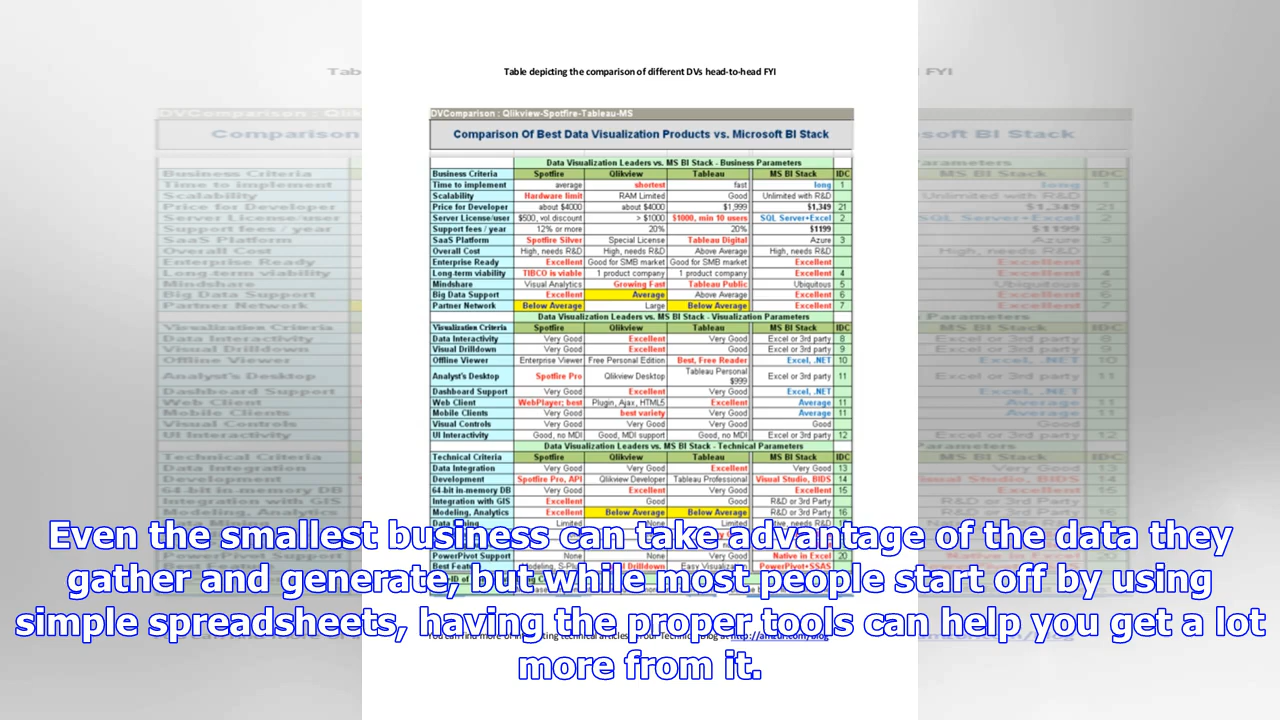 Table depicting the comparison of different DVs head-to-head FYI
DVComparison : Qlikview-Spotfire-Tableau-MS
Comparison Of Best Data Visualization Products vs. Microsoft BI Stack
Data Visualization Leaders vs. MS BI Stack - Business Parameters
Business Criteria Spotfire Qlikview Tableau MS BI Stack IDC
Time to implement average shortest fast long 1
Scalability Hardware limit RAM Limited Good Unlimited with R&D
Price for Developer about $4000 about $4000 $1,999 $1,349 21
Server License/user $500, vol discount > $1000 $1000, min 10 users SQL Server+Excel 2
Support fees / year 12% or more 20% 20% $1199
SaaS Platform Spotfire Silver Special License Tableau Digital Azure 3
Overall Cost High, needs R&D High, needs R&D Above Average High, needs R&D
Enterprise Ready Excellent Good for SMB market Good for SMB market Excellent
Long-term viability TIBCO is viable 1 product company 1 product company Excellent 4
Mindshare Visual Analytics Growing Fast Tableau Public Ubiquitous 5
Big Data Support Excellent Average Above Average Excellent 6
Partner Network Below Average Large Below Average Excellent 7
Data Visualization Leaders vs. MS BI Stack - Visualization Parameters
Visualization Criteria Spotfire Qlikview Tableau MS BI Stack IDC
Data Interactivity Very Good Excellent Very Good Excel or 3rd party 8
Visual Drilldown Very Good Excellent Good Excel or 3rd party 9
Offline Viewer Enterprise Viewer Free Personal Edition Best, Free Reader Excel, .NET 10
Analyst's Desktop Spotfire Pro Qlikview Desktop Tableau Personal $999 Excel or 3rd party 11
Dashboard Support Very Good Excellent Very Good Excel, .NET
Web Client WebPlayer; best Plugin, Ajax, HTML5 Excellent Average 11
Mobile Clients Very Good best variety Very Good Average 11
Visual Controls Very Good Very Good Very Good Good
UI Interactivity Good, no MDI Good, MDI support Good, no MDI Excel or 3rd party 12
Data Visualization Leaders vs. MS BI Stack - Technical Parameters
Technical Criteria Spotfire Qlikview Tableau MS BI Stack IDC
Data Integration Very Good Very Good Excellent Very Good 13
Development Spotfire Pro, API Qlikview Developer Tableau Professional Visual Studio, BIDS 14
64-bit in-memory DB Very Good Excellent Very Good Excellent 15
Integration with GIS Excellent Good Good R&D or 3rd Party
Modeling, Analytics Excellent Below Average Below Average R&D or 3rd Party 16
Limited None Limited
PowerPivot Support None None Native in Excel 20
PowerPivot+SSAS
Even the smallest business can take advantage of the data they
gather and generate, but while most people start off by using
simple spreadsheets, having the proper tools can help you get a lot
more from it.